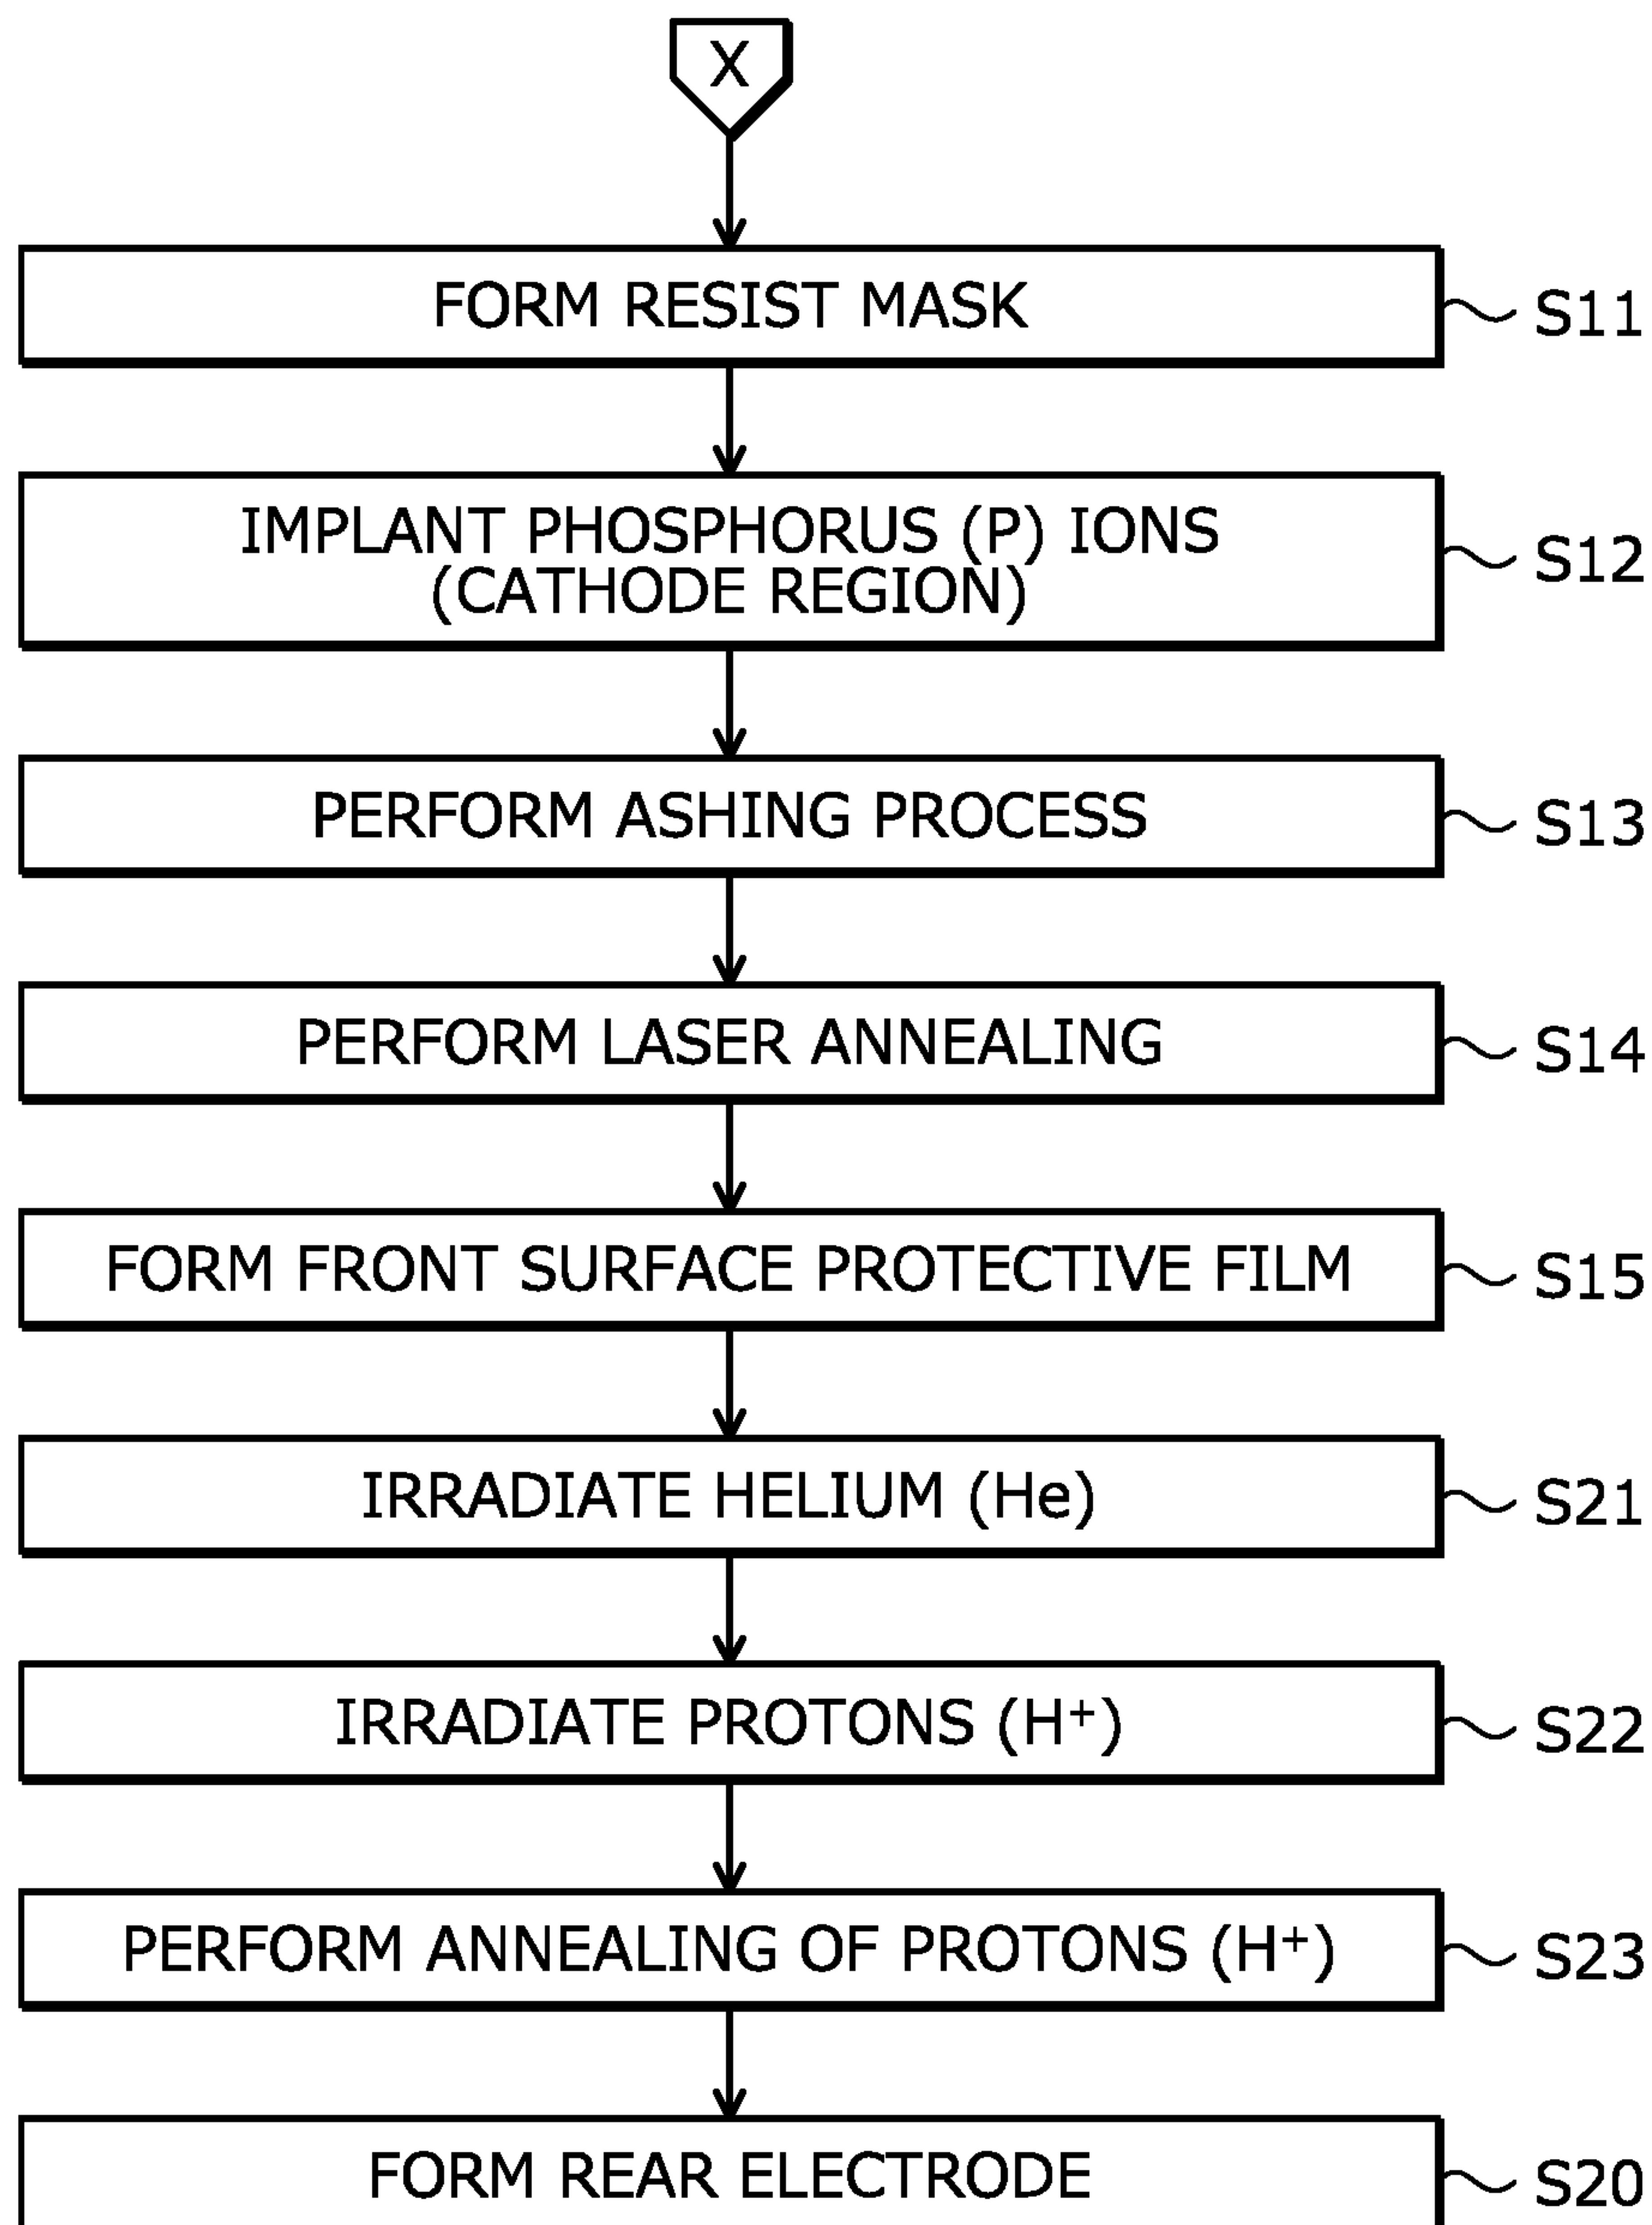 X
FORM RESIST MASK
S11
IMPLANT PHOSPHORUS (P) IONS
(CATHODE REGION)
S12
PERFORM ASHING PROCESS
S13
PERFORM LASER ANNEALING
S14
FORM FRONT SURFACE PROTECTIVE FILM
S15
IRRADIATE HELIUM (He)
S21
IRRADIATE PROTONS (H⁺)
S22
PERFORM ANNEALING OF PROTONS (H⁺)
S23
FORM REAR ELECTRODE
S20